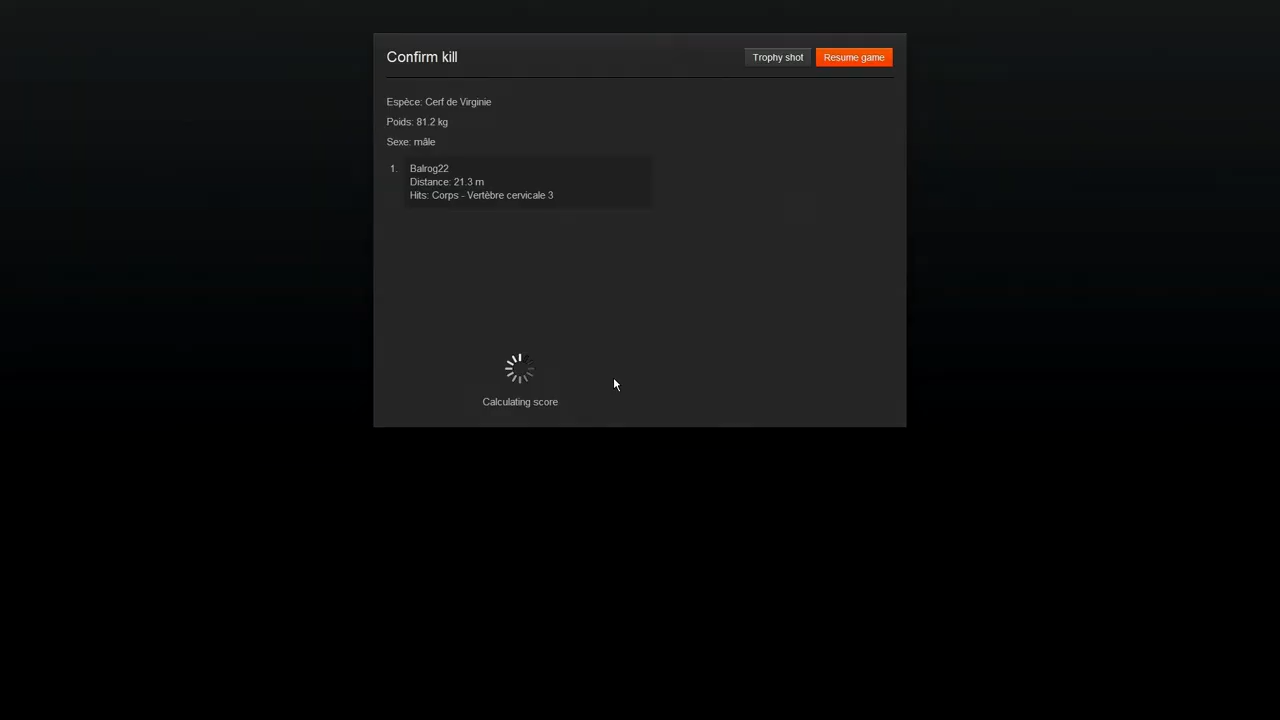 Confirm kill
Trophy shot
Resume game
Espèce: Cerf de Virginie
Poids: 81.2 kg
Sexe: mâle
1.
Balrog22
Distance: 21.3 m
Hits: Corps - Vertèbre cervicale 3
Calculating score